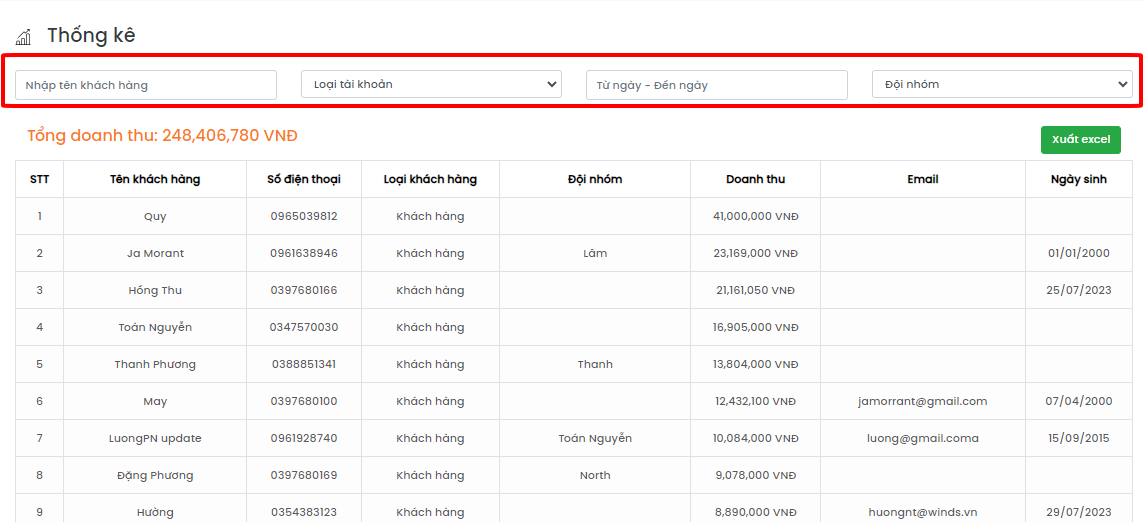 Thống kê
Nhập tên khách hàng Loại tài khoản Từ ngày - Đến ngày Đội nhóm
Tổng doanh thu: 248,406,780 VNĐ Xuất excel
STT Tên khách hàng Số điện thoại Loại khách hàng Đội nhóm Doanh thu Email Ngày sinh
1 Quy 0965039812 Khách hàng 41,000,000 VNĐ
2 Ja Morant 0961638946 Khách hàng Lâm 23,169,000 VNĐ 01/01/2000
3 Hồng Thu 0397680166 Khách hàng 21,161,050 VNĐ 25/07/2023
4 Toán Nguyễn 0347570030 Khách hàng 16,905,000 VNĐ
5 Thanh Phương 0388851341 Khách hàng Thanh 13,804,000 VNĐ
6 May 0397680100 Khách hàng 12,432,100 VNĐ jamorrant@gmail.com 07/04/2000
7 LuongPN update 0961928740 Khách hàng Toán Nguyễn 10,084,000 VNĐ luong@gmail.coma 15/09/2015
8 Đặng Phương 0397680169 Khách hàng North 9,078,000 VNĐ
9 Hường 0354383123 Khách hàng 8,890,000 VNĐ huongnt@winds.vn 29/07/2023